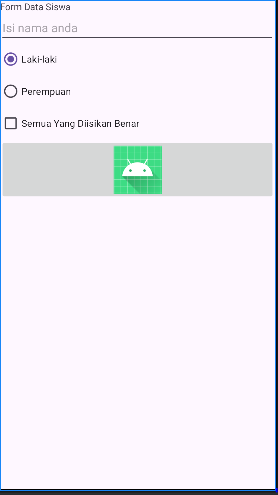 Form Data Siswa
Isi nama anda
Laki-laki
Perempuan
Semua Yang Diisikan Benar